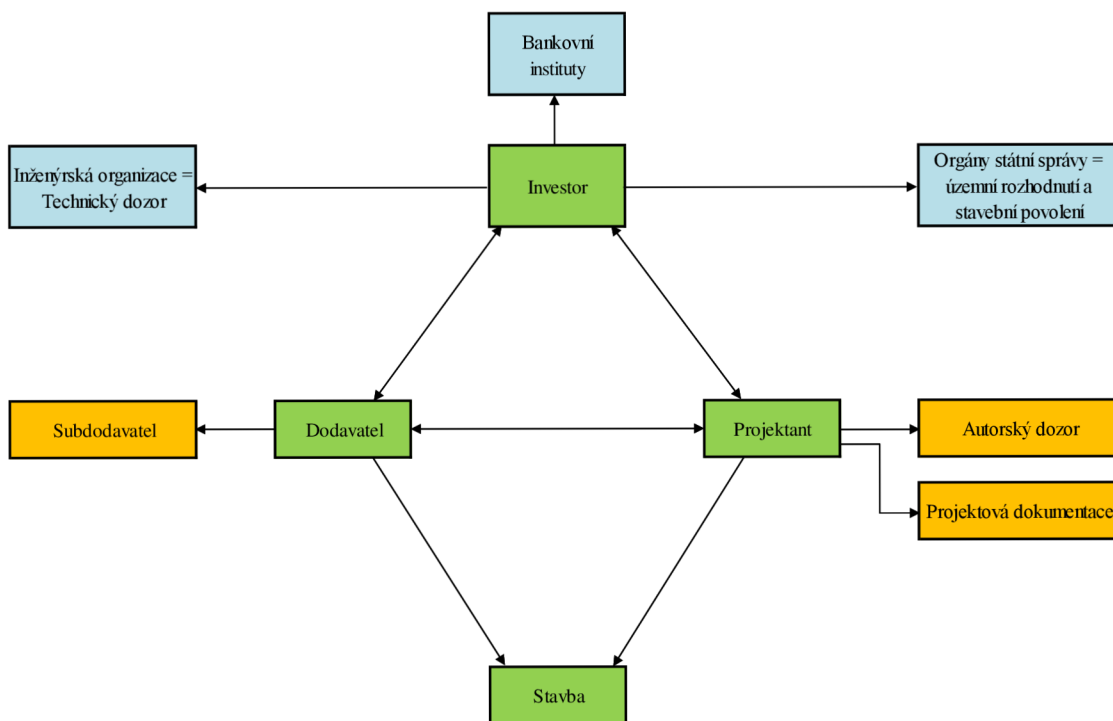 Bankovní
instituty
Inženýrská organizace =
Technický dozor
Investor
Orgány státní správy =
územní rozhodnutí a
stavební povolení
Subdodavatel
Dodavatel
Projektant
Autorský dozor
Projektová dokumentace
Stavba